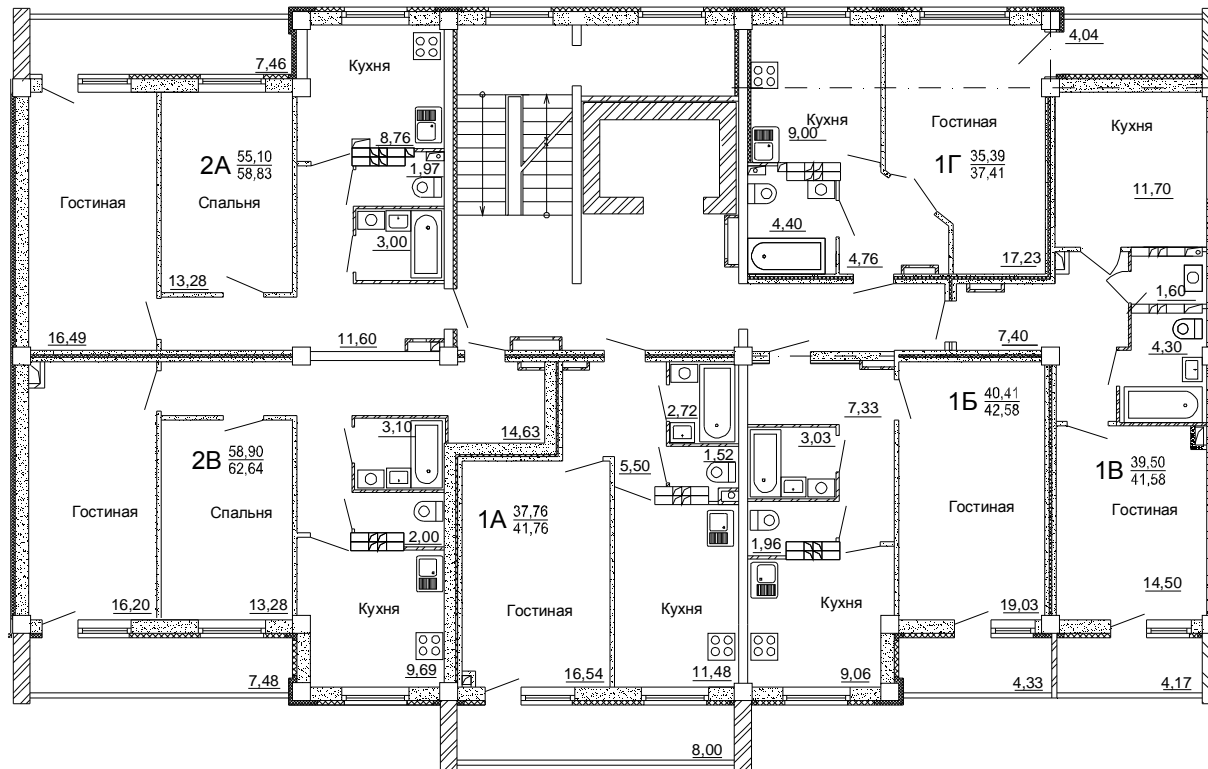 7,46
Кухня
8,76
1,97
2А 55,10
58,83
Гостиная
Спальня
3,00
13,28
16,49
11,60
Кухня
9,00
Гостиная
1Г 35,39
37,41
4,40
4,76
17,23
4,04
Кухня
11,70
1,60
7,40
4,30
2В 58,90
62,64
3,10
14,63
Гостиная
Спальня
2,00
16,20
13,28
Кухня
9,69
7,48
1А 37,76
41,76
2,72
5,50
1,52
Гостиная
Кухня
16,54
11,48
8,00
7,33
3,03
1Б 40,41
42,58
1,96
Гостиная
Кухня
9,06
19,03
4,33
1В 39,50
41,58
Гостиная
14,50
4,17